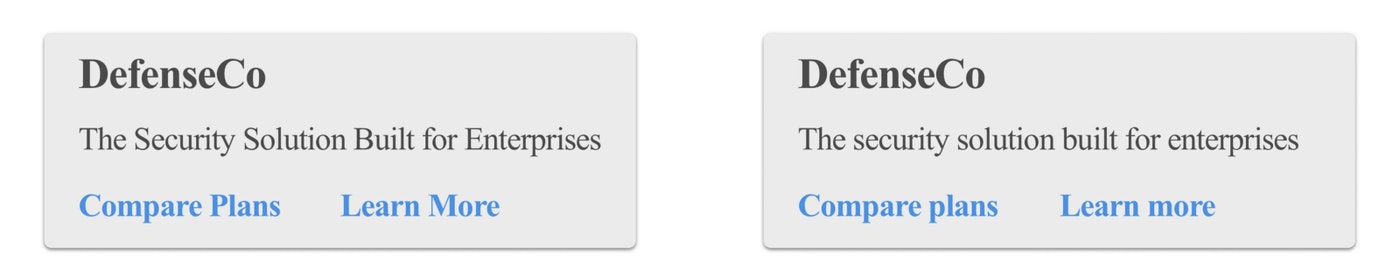 DefenseCo
The Security Solution Built for Enterprises
Compare Plans Learn More
DefenseCo
The security solution built for enterprises
Compare plans Learn more